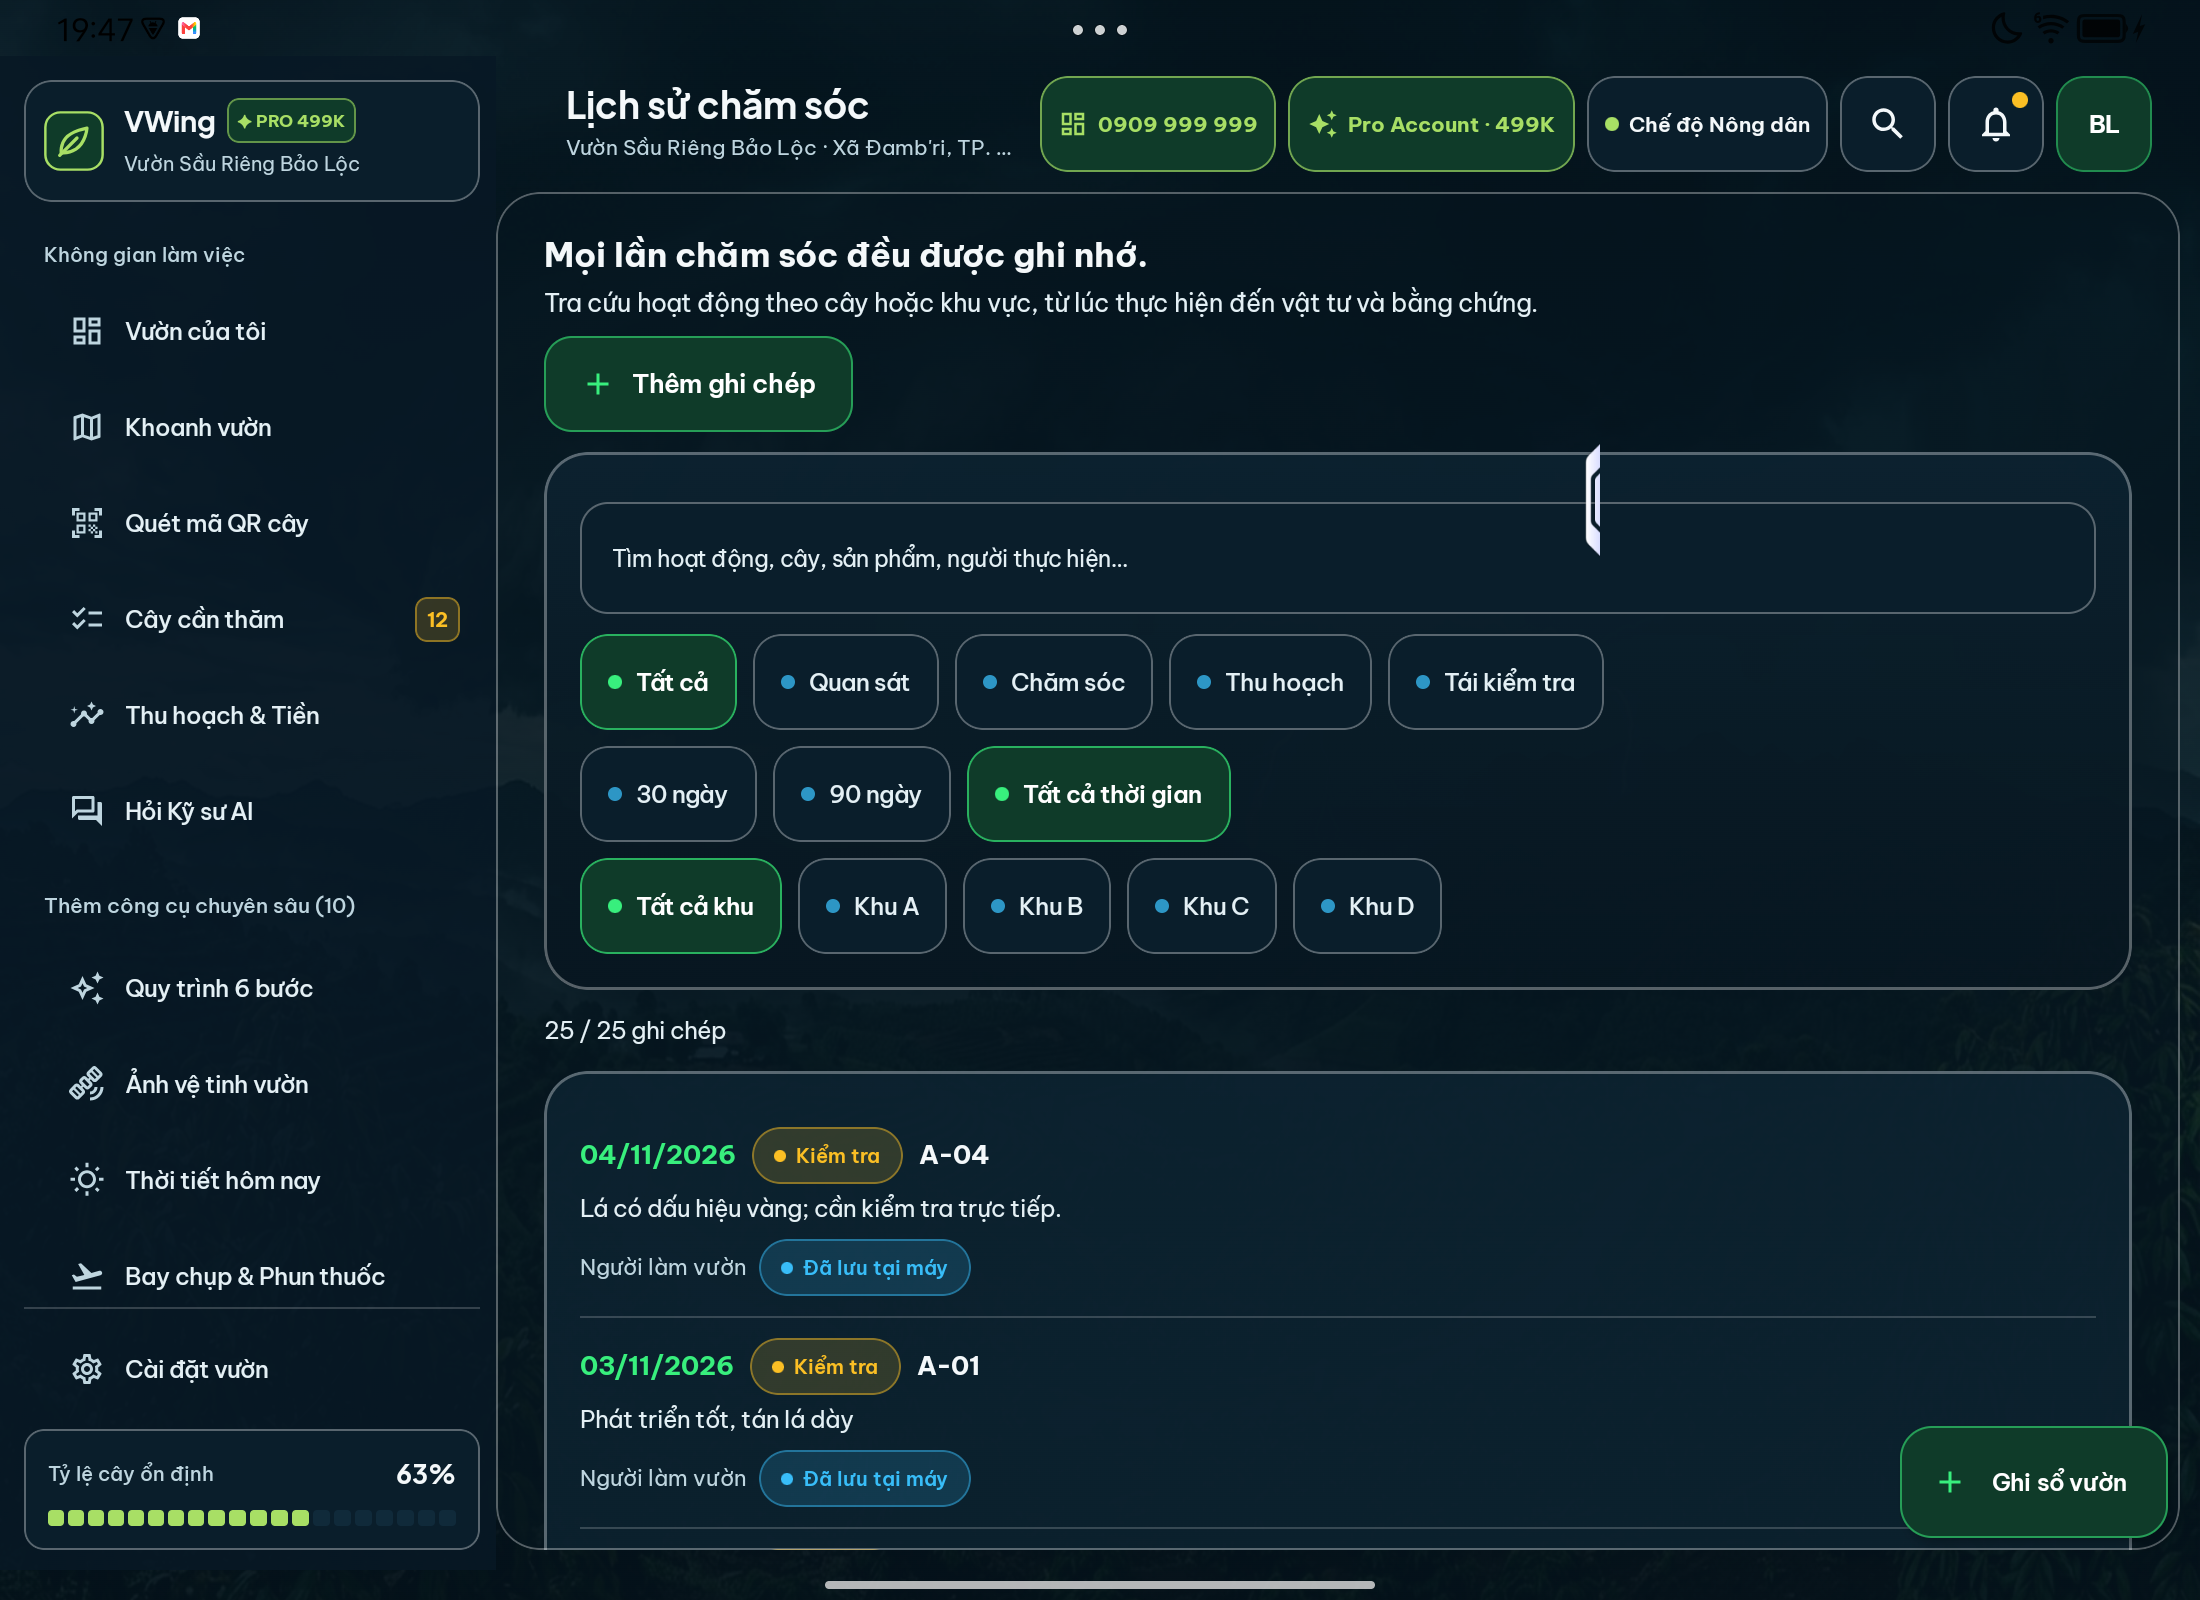 19:47
VWing
PRO 499K
Vườn Sầu Riêng Bảo Lộc
Không gian làm việc
Vườn của tôi
Khoanh vườn
Quét mã QR cây
Cây cần thăm
12
Thu hoạch & Tiền
Hỏi Kỹ sư AI
Thêm công cụ chuyên sâu (10)
Quy trình 6 bước
Ảnh vệ tinh vườn
Thời tiết hôm nay
Bay chụp & Phun thuốc
Cài đặt vườn
Tỷ lệ cây ổn định
63%
Lịch sử chăm sóc
Vườn Sầu Riêng Bảo Lộc · Xã Đamb'ri, TP. ...
0909 999 999
Pro Account · 499K
Chế độ Nông dân
BL
Mọi lần chăm sóc đều được ghi nhớ.
Tra cứu hoạt động theo cây hoặc khu vực, từ lúc thực hiện đến vật tư và bằng chứng.
Thêm ghi chép
Tìm hoạt động, cây, sản phẩm, người thực hiện...
Tất cả
Quan sát
Chăm sóc
Thu hoạch
Tái kiểm tra
30 ngày
90 ngày
Tất cả thời gian
Tất cả khu
Khu A
Khu B
Khu C
Khu D
25 / 25 ghi chép
04/11/2026
Kiểm tra
A-04
Lá có dấu hiệu vàng; cần kiểm tra trực tiếp.
Người làm vườn
Đã lưu tại máy
03/11/2026
Kiểm tra
A-01
Phát triển tốt, tán lá dày
Người làm vườn
Đã lưu tại máy
Ghi sổ vườn